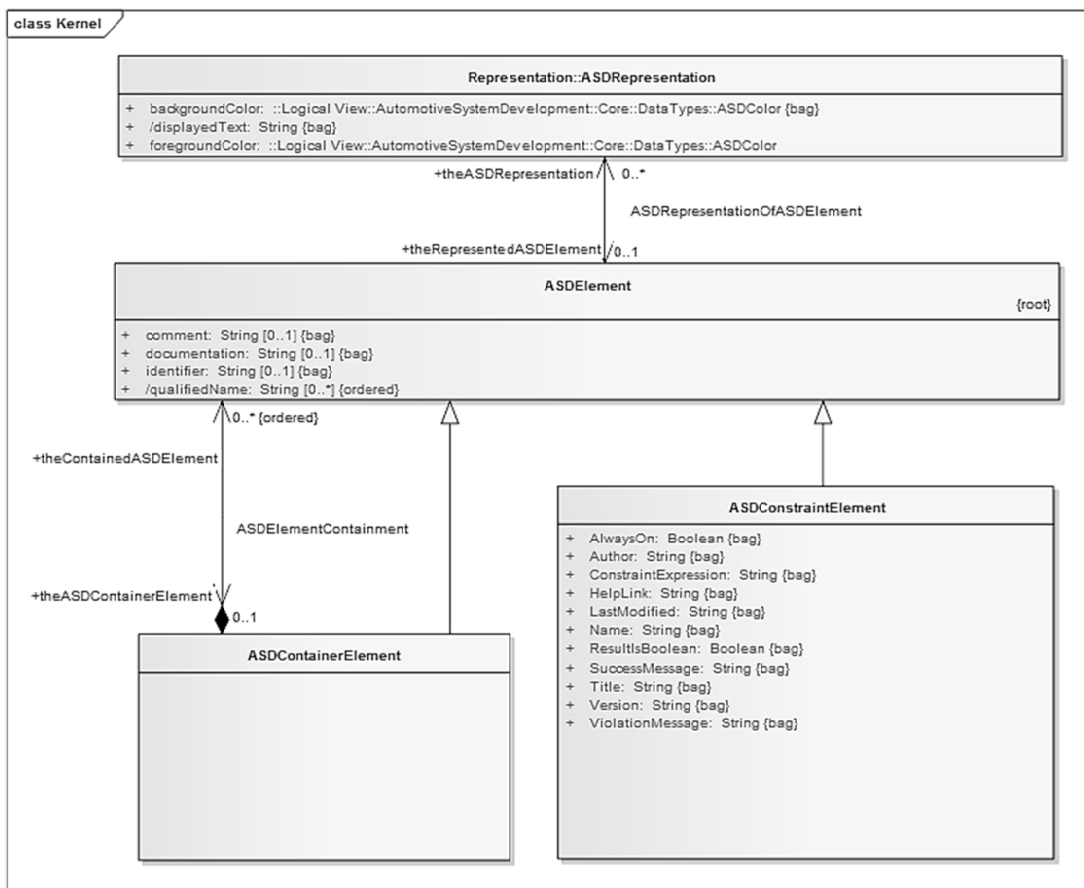 class Kernel
Representation::ASDRepresentation
+ backgroundColor: ::Logical View::AutomotiveSystemDevelopment::Core::DataTypes::ASDColor {bag}
+ /displayedText: String {bag}
+ foregroundColor: ::Logical View::AutomotiveSystemDevelopment::Core::DataTypes::ASDColor
+theASDRepresentation 0..*
ASDRepresentationOfASDElement
+theRepresentedASDElement 0..1
ASDElement
{root}
+ comment: String [0..1] {bag}
+ documentation: String [0..1] {bag}
+ identifier: String [0..1] {bag}
+ /qualifiedName: String [0..*] {ordered}
0..* {ordered}
+theContainedASDElement
ASDElementContainment
+theASDContainerElement
0..1
ASDContainerElement
ASDConstraintElement
+ AlwaysOn: Boolean {bag}
+ Author: String {bag}
+ ConstraintExpression: String {bag}
+ HelpLink: String {bag}
+ LastModified: String {bag}
+ Name: String {bag}
+ ResultIsBoolean: Boolean {bag}
+ SuccessMessage: String {bag}
+ Title: String {bag}
+ Version: String {bag}
+ ViolationMessage: String {bag}